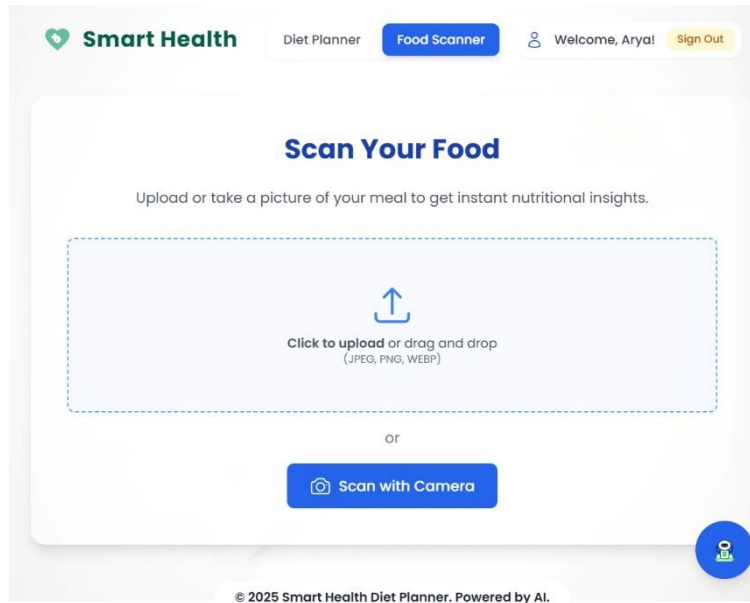 Smart Health
Diet Planner
Food Scanner
Welcome, Arya!
Sign Out
Scan Your Food
Upload or take a picture of your meal to get instant nutritional insights.
Click to upload or drag and drop
(JPEG, PNG, WEBP)
or
Scan with Camera
© 2025 Smart Health Diet Planner. Powered by AI.